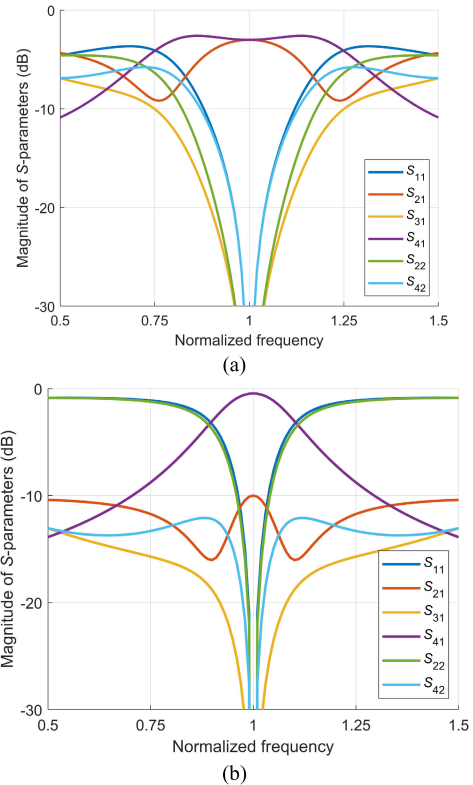 0
-10
-20
-30
Magnitude of S-parameters (dB)
S11
S21
S31
S41
S22
S42
0.5 0.75 1 1.25 1.5
Normalized frequency
(a)
0
-10
-20
-30
Magnitude of S-parameters (dB)
S11
S21
S31
S41
S22
S42
0.5 0.75 1 1.25 1.5
Normalized frequency
(b)